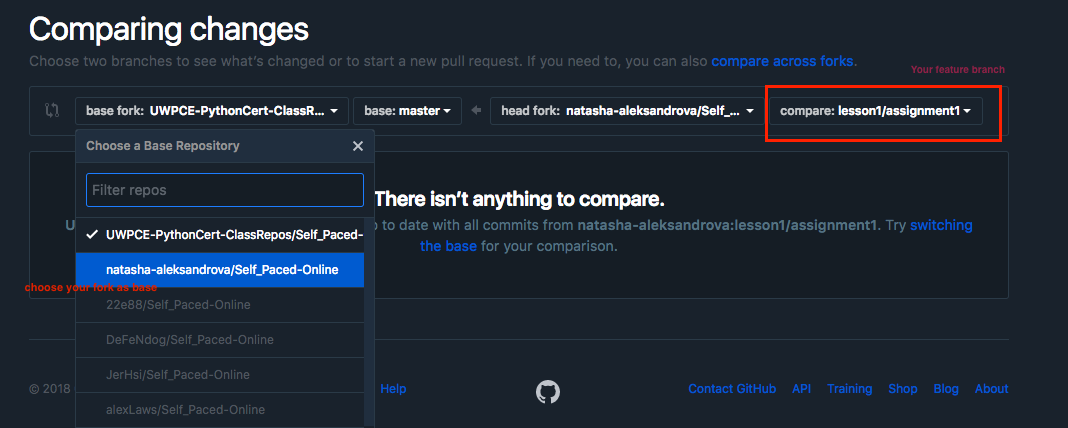 Comparing changes
Choose two branches to see what's changed or to start a new pull request. If you need to, you can also compare across forks.
Your feature branch
base fork: UWPCE-PythonCert-ClassR... base: master head fork: natasha-aleksandrova/Self_... compare: lesson1/assignment1
Choose a Base Repository
Filter repos
There isn't anything to compare.
UWPCE-PythonCert-ClassRepos/Self_Paced-
to date with all commits from natasha-aleksandrova:lesson1/assignment1. Try switching
the base for your comparison.
natasha-aleksandrova/Self_Paced-Online
choose your fork as base
22e88/Self_Paced-Online
DeFeNdog/Self_Paced-Online
JerHsi/Self_Paced-Online
© 2018 Help Contact GitHub API Training Shop Blog About
alexLaws/Self_Paced-Online